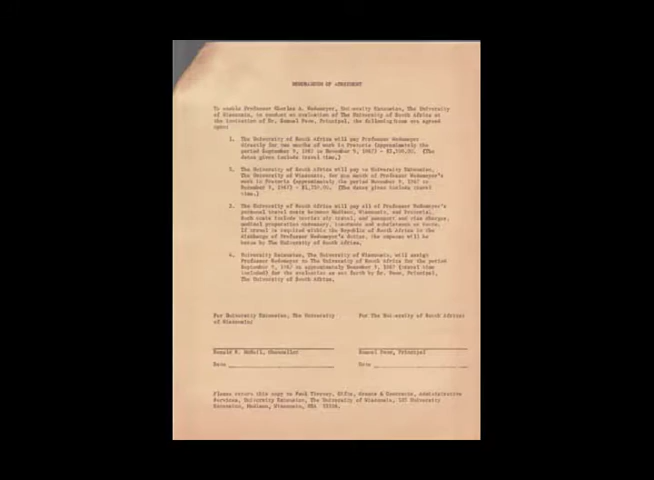 MEMORANDUM OF AGREEMENT
To enable Professor Charles A. Wedemeyer, University Extension, The University
of Wisconsin, to conduct an evaluation of The University of South Africa at
the invitation of Dr. Samuel Pauw, Principal, the following items are agreed
upon:
1. The University of South Africa will pay Professor Wedemeyer
directly for two months of work in Pretoria (approximately the
period September 9, 1967 to November 9, 1967) - (The
dates given include travel time.)
2. The University of South Africa will pay to University Extension,
The University of Wisconsin, for one month of Professor Wedemeyer's
work in Pretoria (approximately the period November 9, 1967 to
December 9, 1967) - (The dates given include travel
time.)
3. The University of South Africa will pay all of Professor Wedemeyer's
personal travel costs between Madison, Wisconsin, and Pretoria.
Such costs include tourist air travel, and passport and visa charges,
medical preparation necessary, insurance and subsistence en route.
If travel is required within the Republic of South Africa in the
discharge of Professor Wedemeyer's duties, the expense will be
borne by The University of South Africa.
4. University Extension, The University of Wisconsin, will assign
Professor Wedemeyer to The University of South Africa for the period
September 9, 1967 to approximately December 9, 1967 (travel time
included) for the evaluation as set forth by Dr. Pauw, Principal,
The University of South Africa.
For University Extension, The University
of Wisconsin:
For The University of South Africa:
Donald R. McNeil, Chancellor
Samuel Pauw, Principal
Date
Date
Please return this copy to Paul Tierney, Gifts, Grants & Contracts, Administrative
Services, University Extension, The University of Wisconsin, University
Extension, Madison, Wisconsin, USA